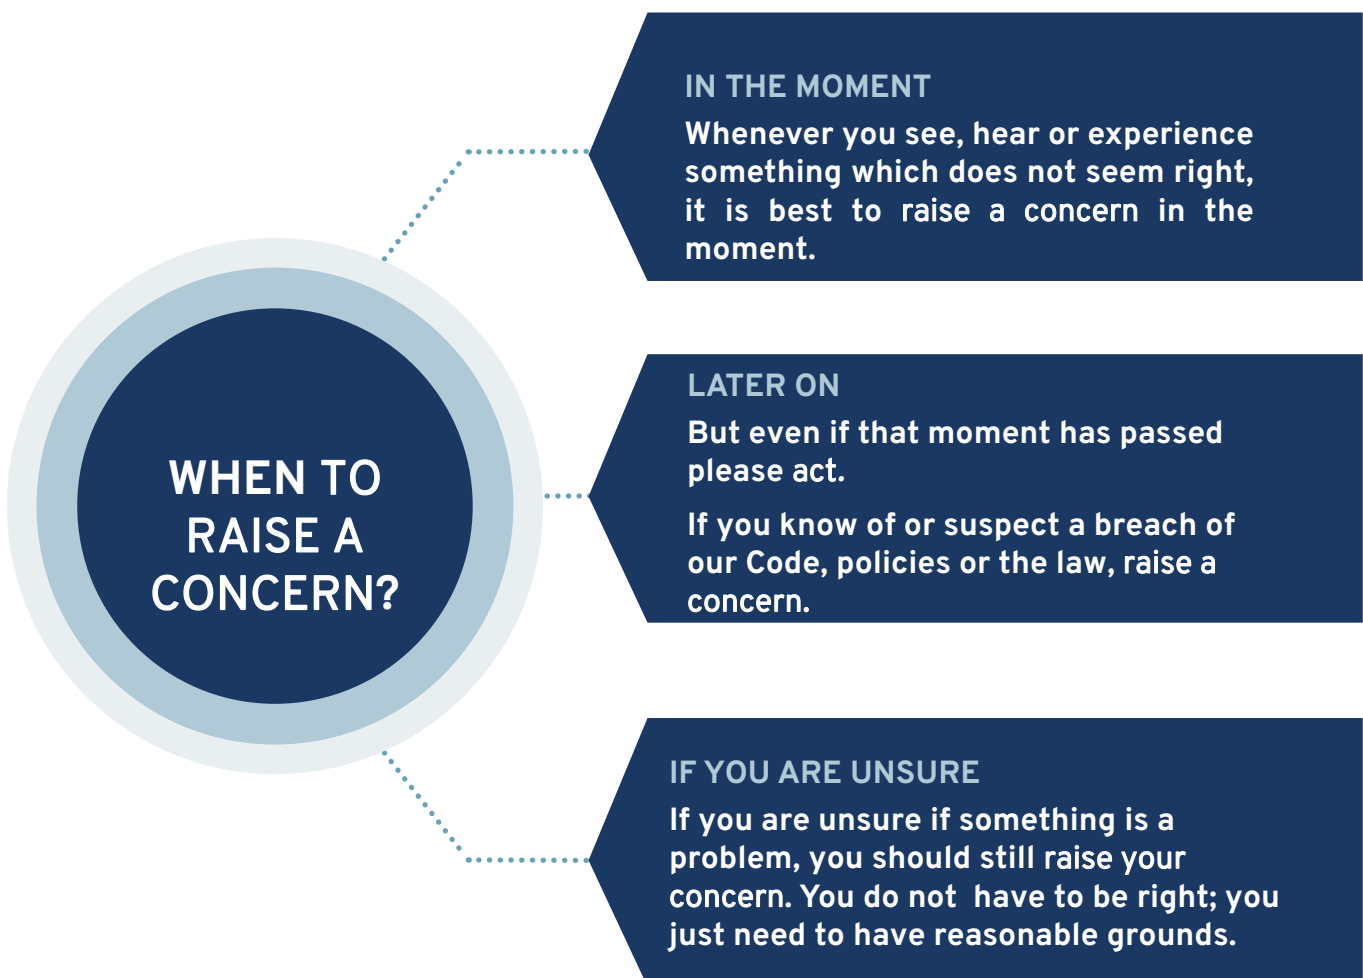 WHEN TO
RAISE A
CONCERN?
IN THE MOMENT
Whenever you see, hear or experience
something which does not seem right,
it is best to raise a concern in the
moment.
LATER ON
But even if that moment has passed
please act.
If you know of or suspect a breach of
our Code, policies or the law, raise a
concern.
IF YOU ARE UNSURE
If you are unsure if something is a
problem, you should still raise your
concern. You do not have to be right; you
just need to have reasonable grounds.